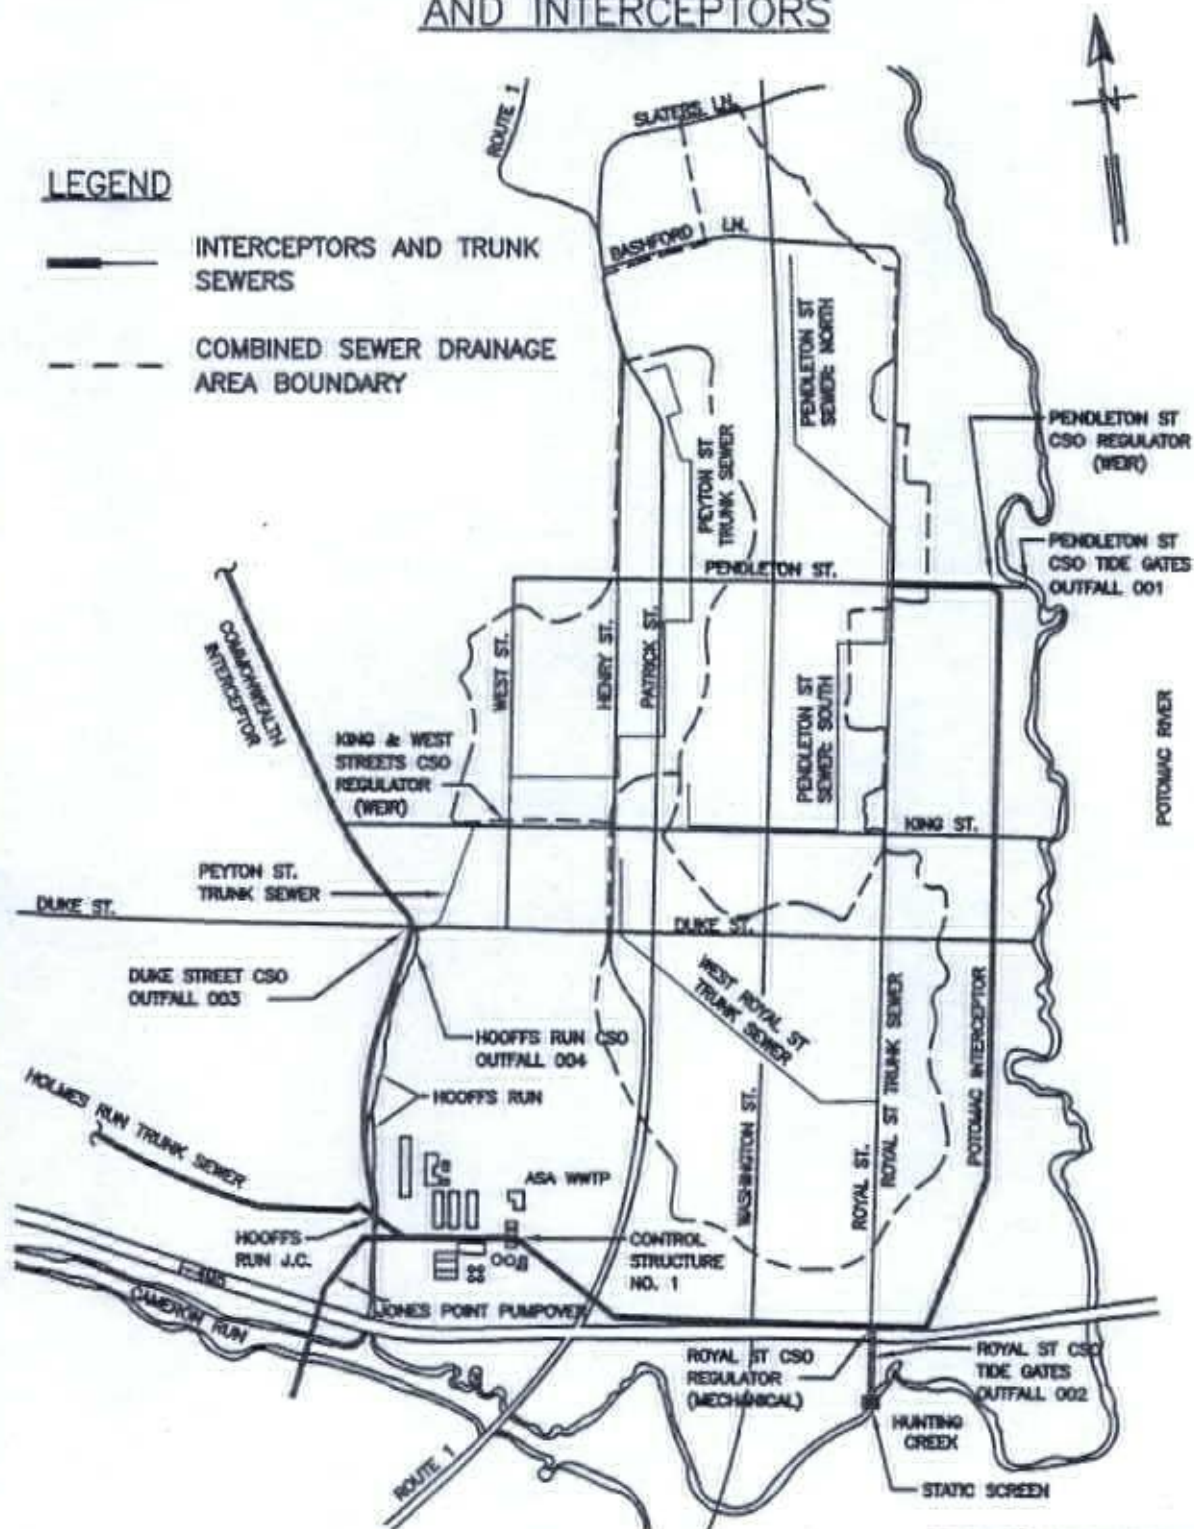 AND INTERCEPTORS
ROUTE 1
SLATERS LN.
LEGEND
INTERCEPTORS AND TRUNK
SEWERS
BASHFORD LN.
COMBINED SEWER DRAINAGE
AREA BOUNDARY
PENDLETON ST
SEWER: NORTH
PENDLETON ST
CSO REGULATOR
(WEIR)
PEYTON ST
TRUNK SEWER
PENDLETON ST
CSO TIDE GATES
OUTFALL 001
PENDLETON ST.
COMMONWEALTH
INTERCEPTOR
WEST ST.
HENRY ST.
PATRICK ST.
PENDLETON ST
SEWER: SOUTH
POTOMAC RIVER
KING & WEST
STREETS CSO
REGULATOR
(WEIR)
KING ST.
PEYTON ST.
TRUNK SEWER
DUKE ST.
DUKE ST.
DUKE STREET CSO
OUTFALL 003
WEST ROYAL ST
TRUNK SEWER
HOOFFS RUN CSO
OUTFALL 004
HOOFFS RUN
HOLMES RUN TRUNK SEWER
ASA WWTP
WASHINGTON ST.
ROYAL ST.
ROYAL ST TRUNK SEWER
POTOMAC INTERCEPTOR
HOOFFS
RUN J.C.
CONTROL
STRUCTURE
NO. 1
I-495
CAMERON RUN
JONES POINT PUMPOVER
ROYAL ST CSO
REGULATOR
(MECHANICAL)
ROYAL ST CSO
TIDE GATES
OUTFALL 002
HUNTING
CREEK
ROUTE 1
STATIC SCREEN